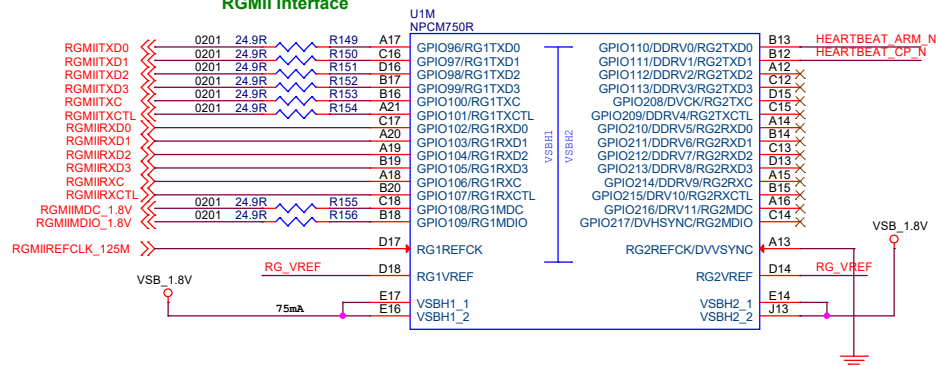 RGMII Interface
U1M
NPCM750R
RGMIITXD0 0201 24.9R R149 A17 GPIO96/RG1TXD0 GPIO110/DDRV0/RG2TXD0 B13 HEARTBEAT_ARM_N
RGMIITXD1 0201 24.9R R150 C16 GPIO97/RG1TXD1 GPIO111/DDRV1/RG2TXD1 B12 HEARTBEAT_CP_N
RGMIITXD2 0201 24.9R R151 D16 GPIO98/RG1TXD2 GPIO112/DDRV2/RG2TXD2 A12
RGMIITXD3 0201 24.9R R152 B17 GPIO99/RG1TXD3 GPIO113/DDRV3/RG2TXD3 C12
RGMIITXC 0201 24.9R R153 B16 GPIO100/RG1TXC GPIO208/DVCK/RG2TXC D15
RGMIITXCTL 0201 24.9R R154 A21 GPIO101/RG1TXCTL GPIO209/DDRV4/RG2TXCTL C15
RGMIIRXD0 C17 GPIO102/RG1RXD0 GPIO210/DDRV5/RG2RXD0 A14
RGMIIRXD1 A20 GPIO103/RG1RXD1 GPIO211/DDRV6/RG2RXD1 B14
RGMIIRXD2 A19 GPIO104/RG1RXD2 GPIO212/DDRV7/RG2RXD2 C13
RGMIIRXD3 B19 GPIO105/RG1RXD3 GPIO213/DDRV8/RG2RXD3 D13
RGMIIRXC A18 GPIO106/RG1RXC GPIO214/DDRV9/RG2RXC A15
RGMIIRXCTL B20 GPIO107/RG1RXCTL GPIO215/DRV10/RG2RXCTL B15
RGMIIMDC_1.8V 0201 24.9R R155 C18 GPIO108/RG1MDC GPIO216/DRV11/RG2MDC A16
RGMIIMDIO_1.8V 0201 24.9R R156 B18 GPIO109/RG1MDIO GPIO217/DVHSYNC/RG2MDIO C14
VSBH1 VSBH2
VSB_1.8V
RGMIIREFCLK_125M D17 RG1REFCK RG2REFCK/DVVSYNC A13
RG_VREF D18 RG1VREF RG2VREF D14 RG_VREF
VSB_1.8V
E17 VSBH1_1 VSBH2_1 E14
75mA E16 VSBH1_2 VSBH2_2 J13